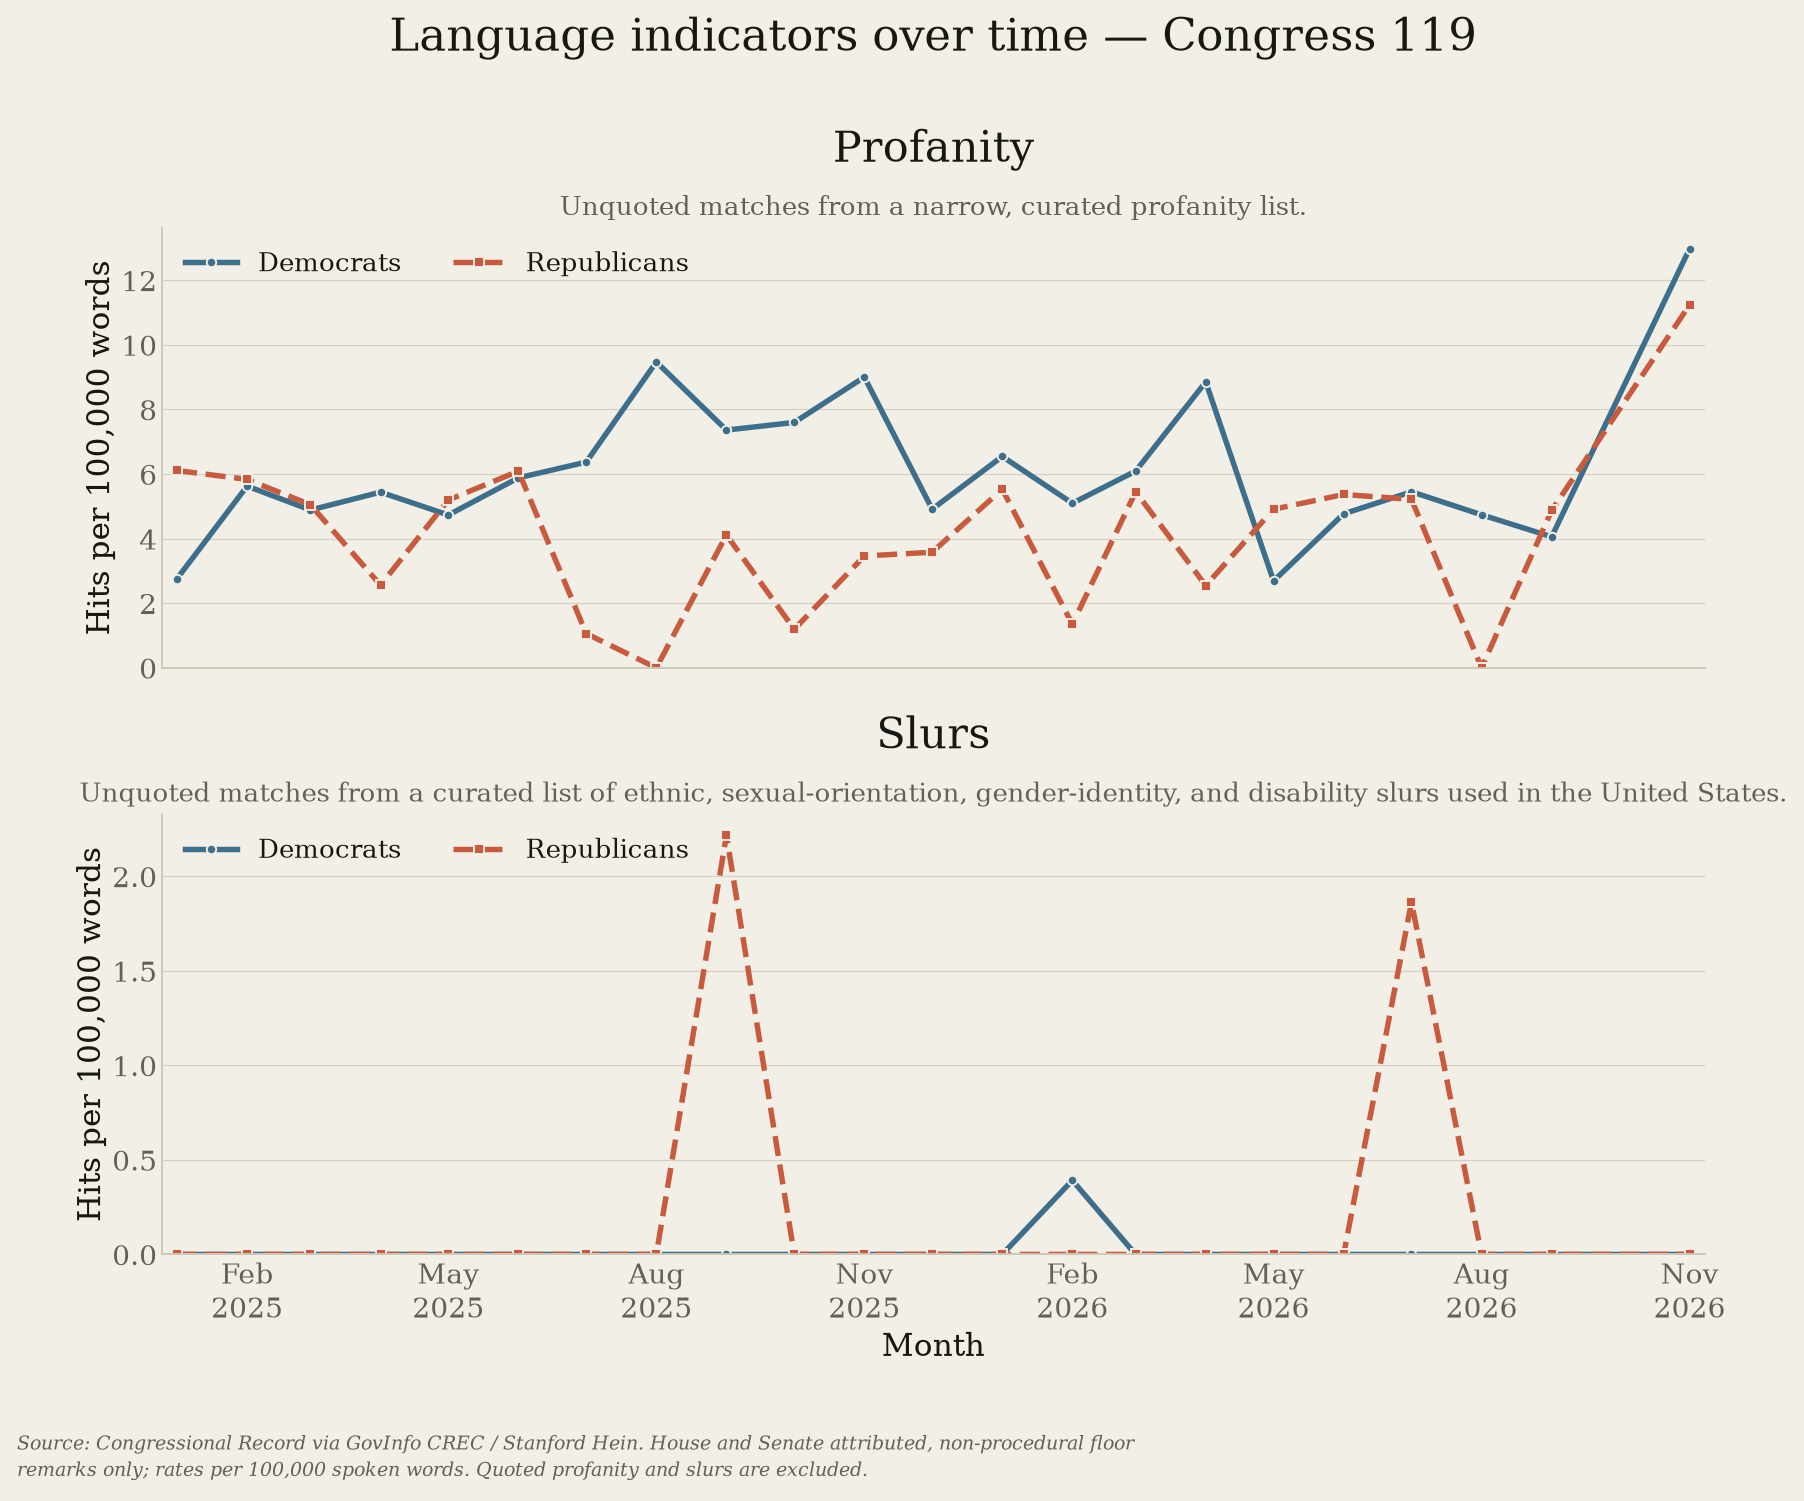 Language indicators over time — Congress 119
Profanity
Unquoted matches from a narrow, curated profanity list.
Democrats
Republicans
Hits per 100,000 words
12
10
8
6
4
2
0
Slurs
Unquoted matches from a curated list of ethnic, sexual-orientation, gender-identity, and disability slurs used in the United States.
Democrats
Republicans
Hits per 100,000 words
2.0
1.5
1.0
0.5
0.0
Feb May Aug Nov Feb May Aug Nov
2025 2025 2025 2025 2026 2026 2026 2026
Month
Source: Congressional Record via GovInfo CREC / Stanford Hein. House and Senate attributed, non-procedural floor
remarks only; rates per 100,000 spoken words. Quoted profanity and slurs are excluded.